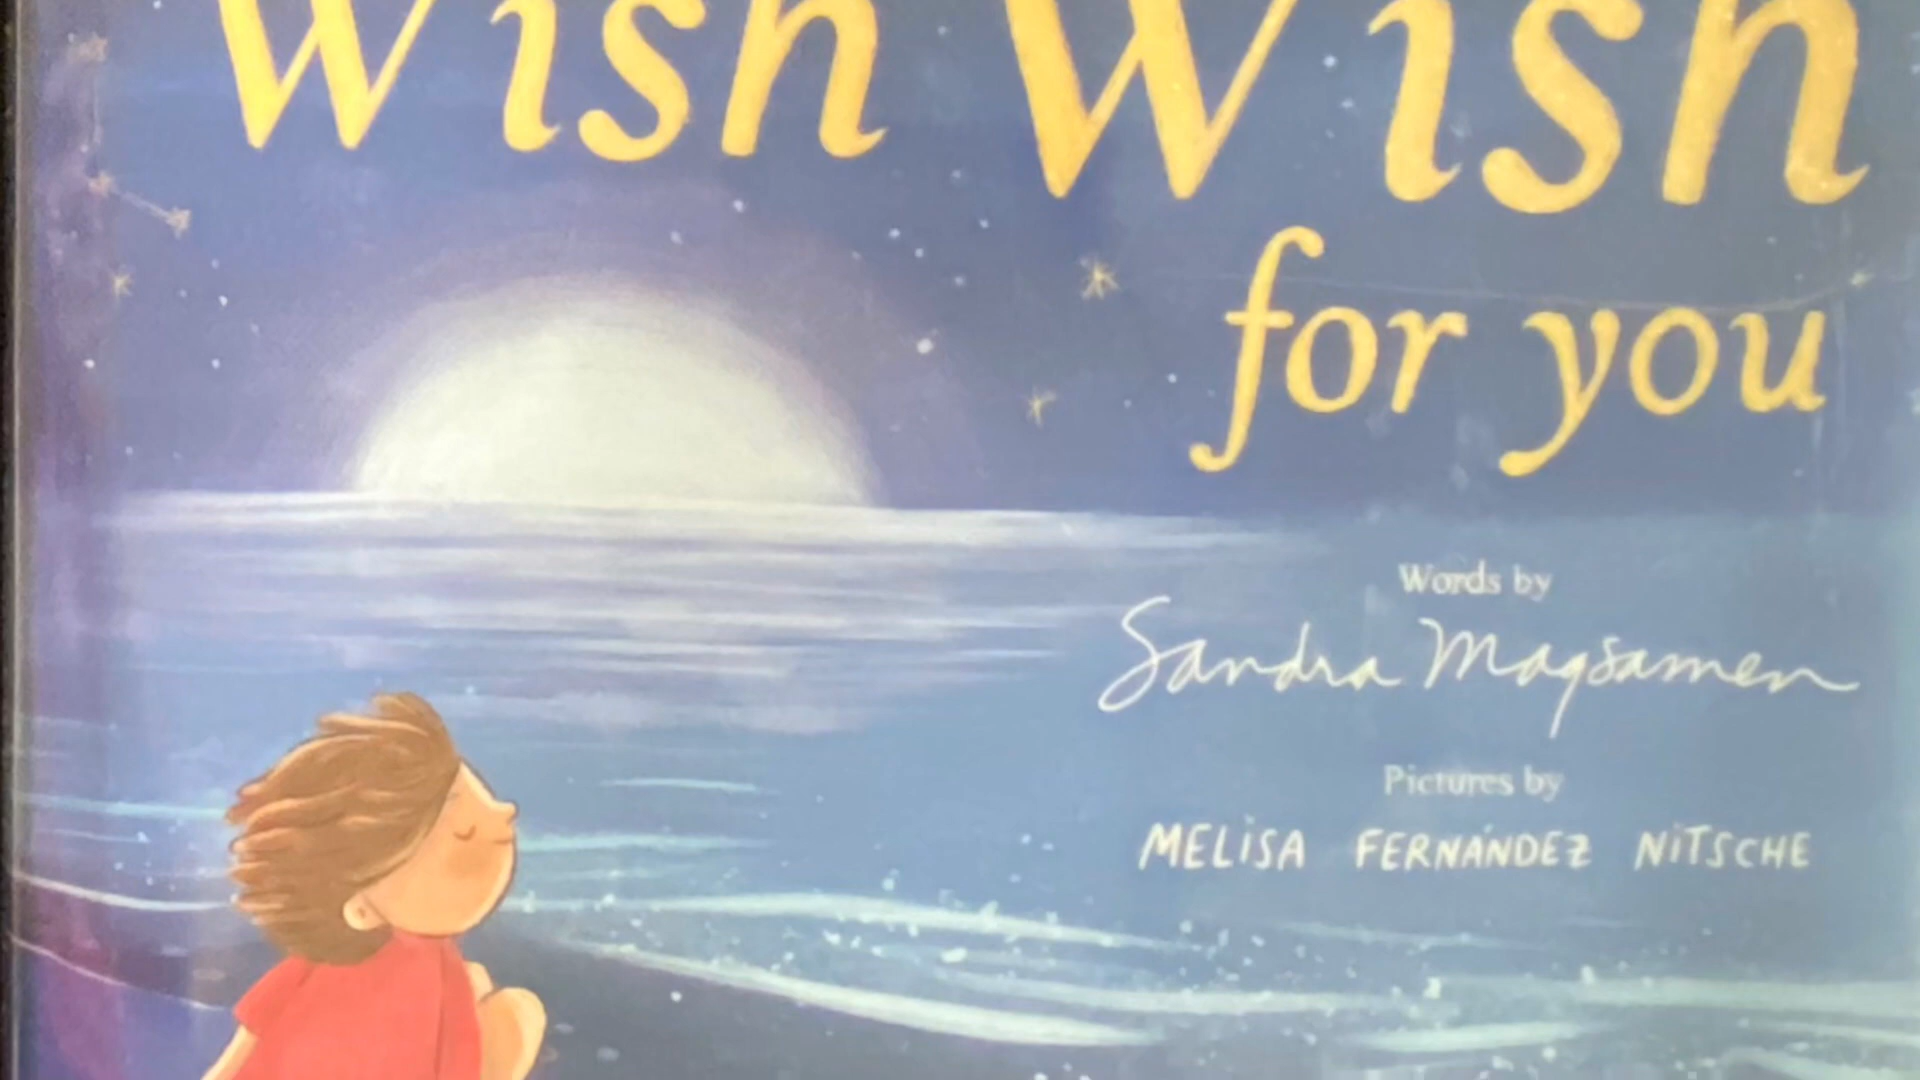 Wish Wish
for you
Words by
Sandra Magsamen
Pictures by
MELISA FERNÁNDEZ NITSCHE